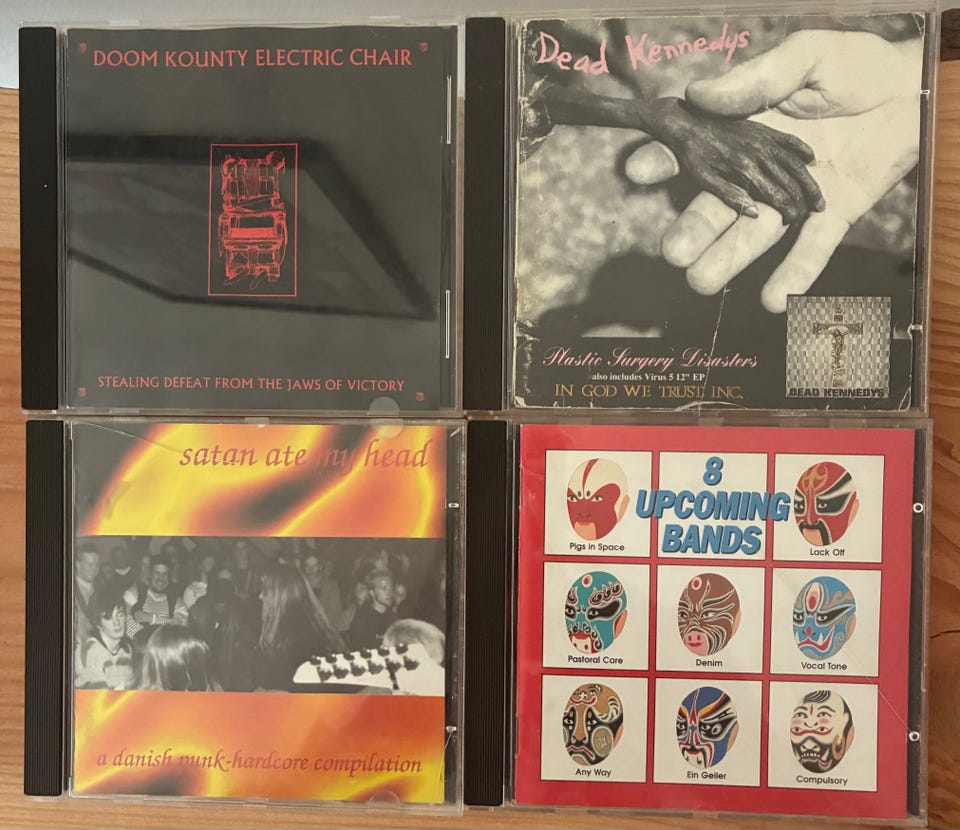 DOOM KOUNTY ELECTRIC CHAIR
STEALING DEFEAT FROM THE JAWS OF VICTORY
Dead Kennedys
Plastic Surgery Disasters
also includes Virus 5 12" EP
IN GOD WE TRUST, INC.
DEAD KENNEDYS
satan ate my head
a danish punk-hardcore compilation
8
UPCOMING
BANDS
Pigs in Space
Lack Off
Pastoral Care
Denim
Vocal Tone
Any Way
Ein Geiler
Compulsory